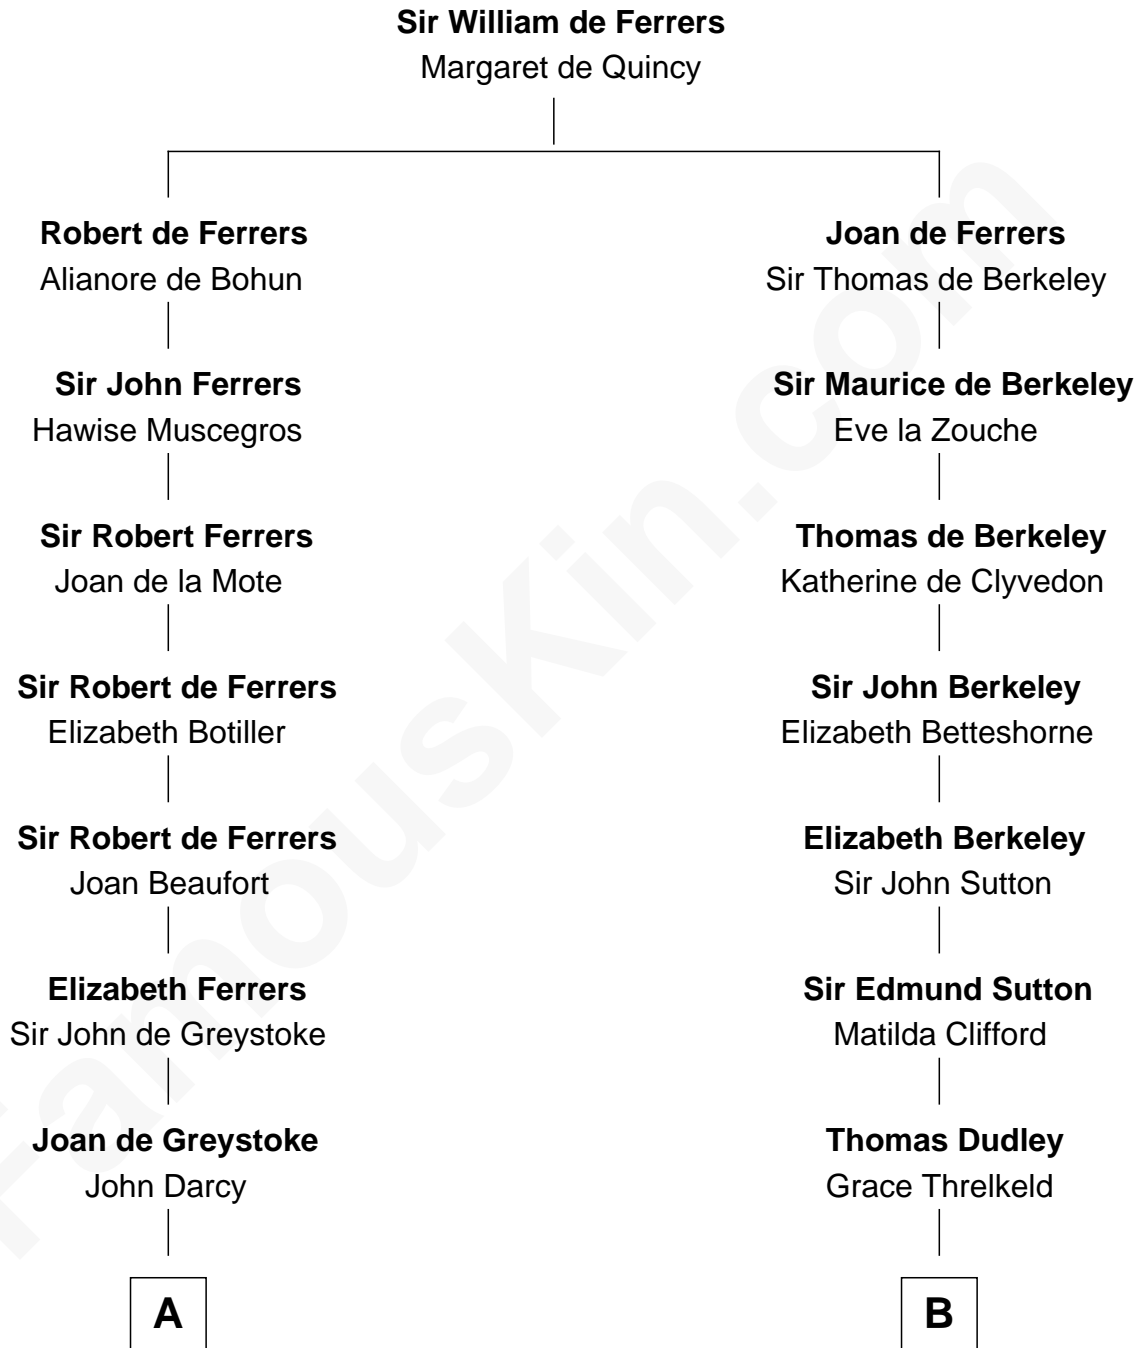 Sir William de Ferrers
Margaret de Quincy
Robert de Ferrers
Alianore de Bohun
Joan de Ferrers
Sir Thomas de Berkeley
Sir John Ferrers
Hawise Muscegros
Sir Maurice de Berkeley
Eve la Zouche
Sir Robert Ferrers
Joan de la Mote
Thomas de Berkeley
Katherine de Clyvedon
Sir Robert de Ferrers
Elizabeth Botiller
Sir John Berkeley
Elizabeth Betteshorne
Sir Robert de Ferrers
Joan Beaufort
Elizabeth Berkeley
Sir John Sutton
Elizabeth Ferrers
Sir John de Greystoke
Sir Edmund Sutton
Matilda Clifford
Joan de Greystoke
John Darcy
Thomas Dudley
Grace Threlkeld
A
B
FamousKin.com